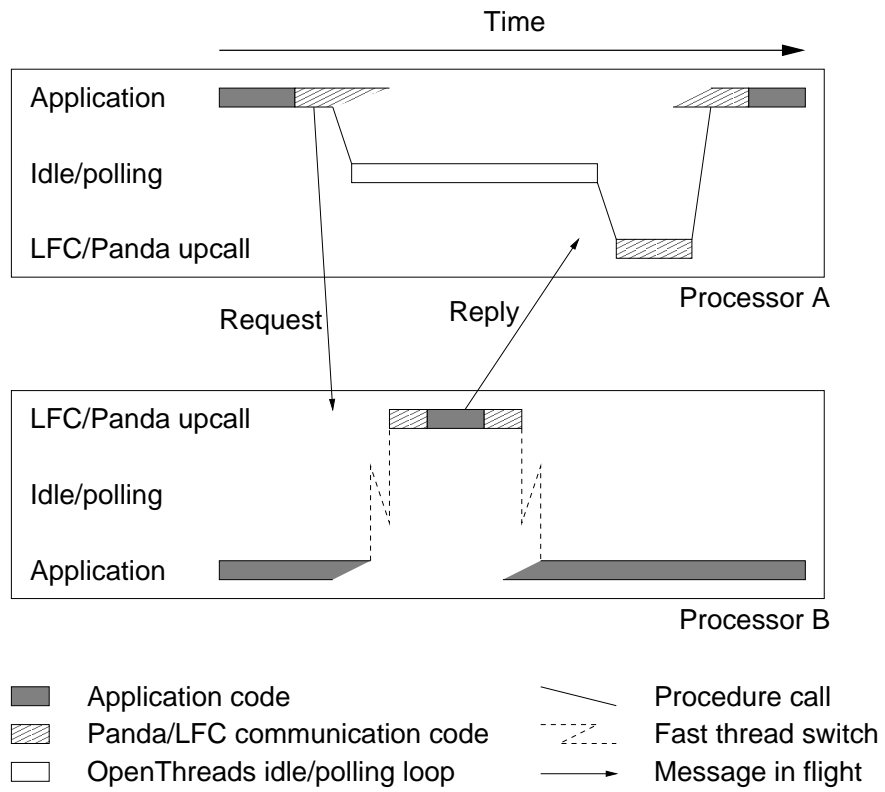 Time
Application
Idle/polling
LFC/Panda upcall
Processor A
Request
Reply
LFC/Panda upcall
Idle/polling
Application
Processor B
Application code
Panda/LFC communication code
OpenThreads idle/polling loop
Procedure call
Fast thread switch
Message in flight